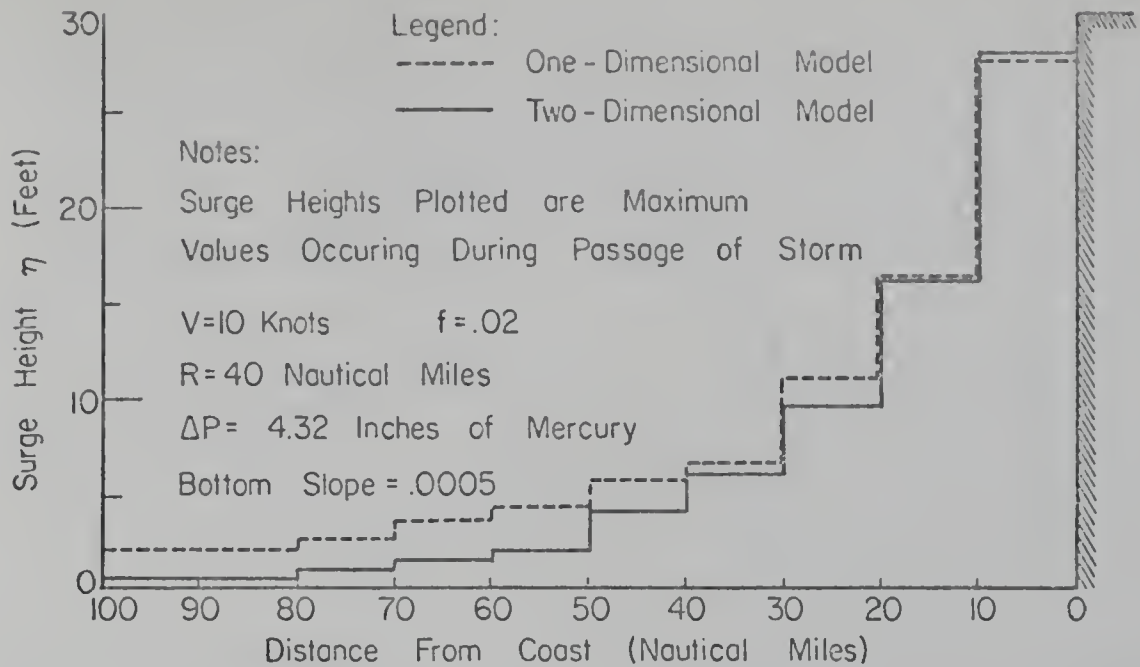 Legend:
One-Dimensional Model
Two-Dimensional Model
Notes:
Surge Heights Plotted are Maximum
Values Occuring During Passage of Storm
V=10 Knots f=.02
R=40 Nautical Miles
ΔP= 4.32 Inches of Mercury
Bottom Slope=.0005
Surge Height η (Feet)
30
20
10
0
100 90 80 70 60 50 40 30 20 10 0
Distance From Coast (Nautical Miles)